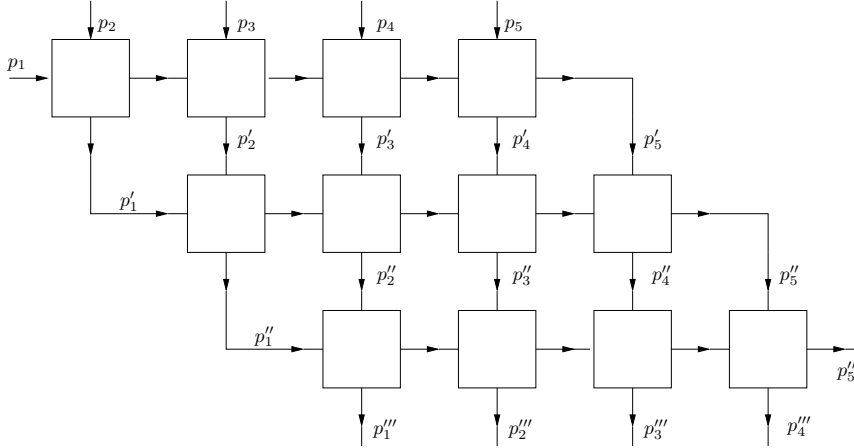 p₂ p₃ p₄ p₅
p₁
p′₂ p′₃ p′₄ p′₅
p′₁
p″₂ p″₃ p″₄ p″₅
p″₁
p″₅
p‴₁ p‴₂ p‴₃ p‴₄